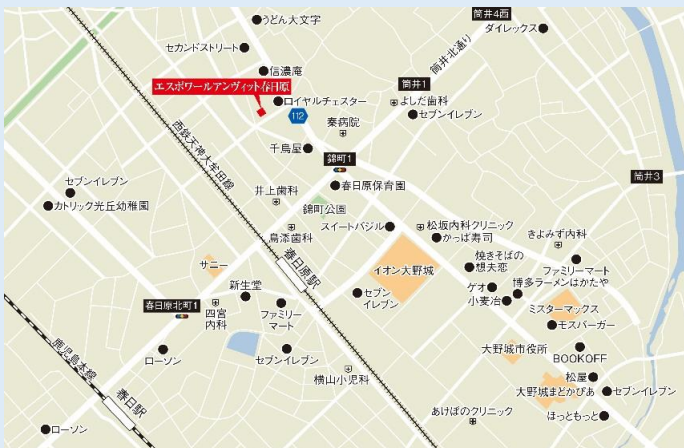 うどん大文字
筒井4西
ダイレックス
セカンドストリート
信濃庵
筒井北通り
エスポワールアンヴィット春日原
ロイヤルチェスター
筒井1
よしだ歯科
セブンイレブン
112
秦病院
千鳥屋
錦町1
西鉄天神大牟田線
セブンイレブン
カトリック光丘幼稚園
井上歯科
春日原保育園
筒井3
錦町公園
鳥添歯科
スイートバジル
松坂内科クリニック
かっぱ寿司
きよみず内科
サニー
春日原駅
イオン大野城
焼きそばの
想夫恋
ファミリーマート
博多ラーメンはかたや
ゲオ
小麦冶
新生堂
セブン
イレブン
ミスターマックス
モスバーガー
春日原北町1
四宮
内科
ファミリー
マート
大野城市役所
BOOKOFF
鹿児島本線
ローソン
セブンイレブン
横山小児科
松屋
大野城まどかぴあ
セブンイレブン
春日駅
あけぼのクリニック
ほっともっと
ローソン